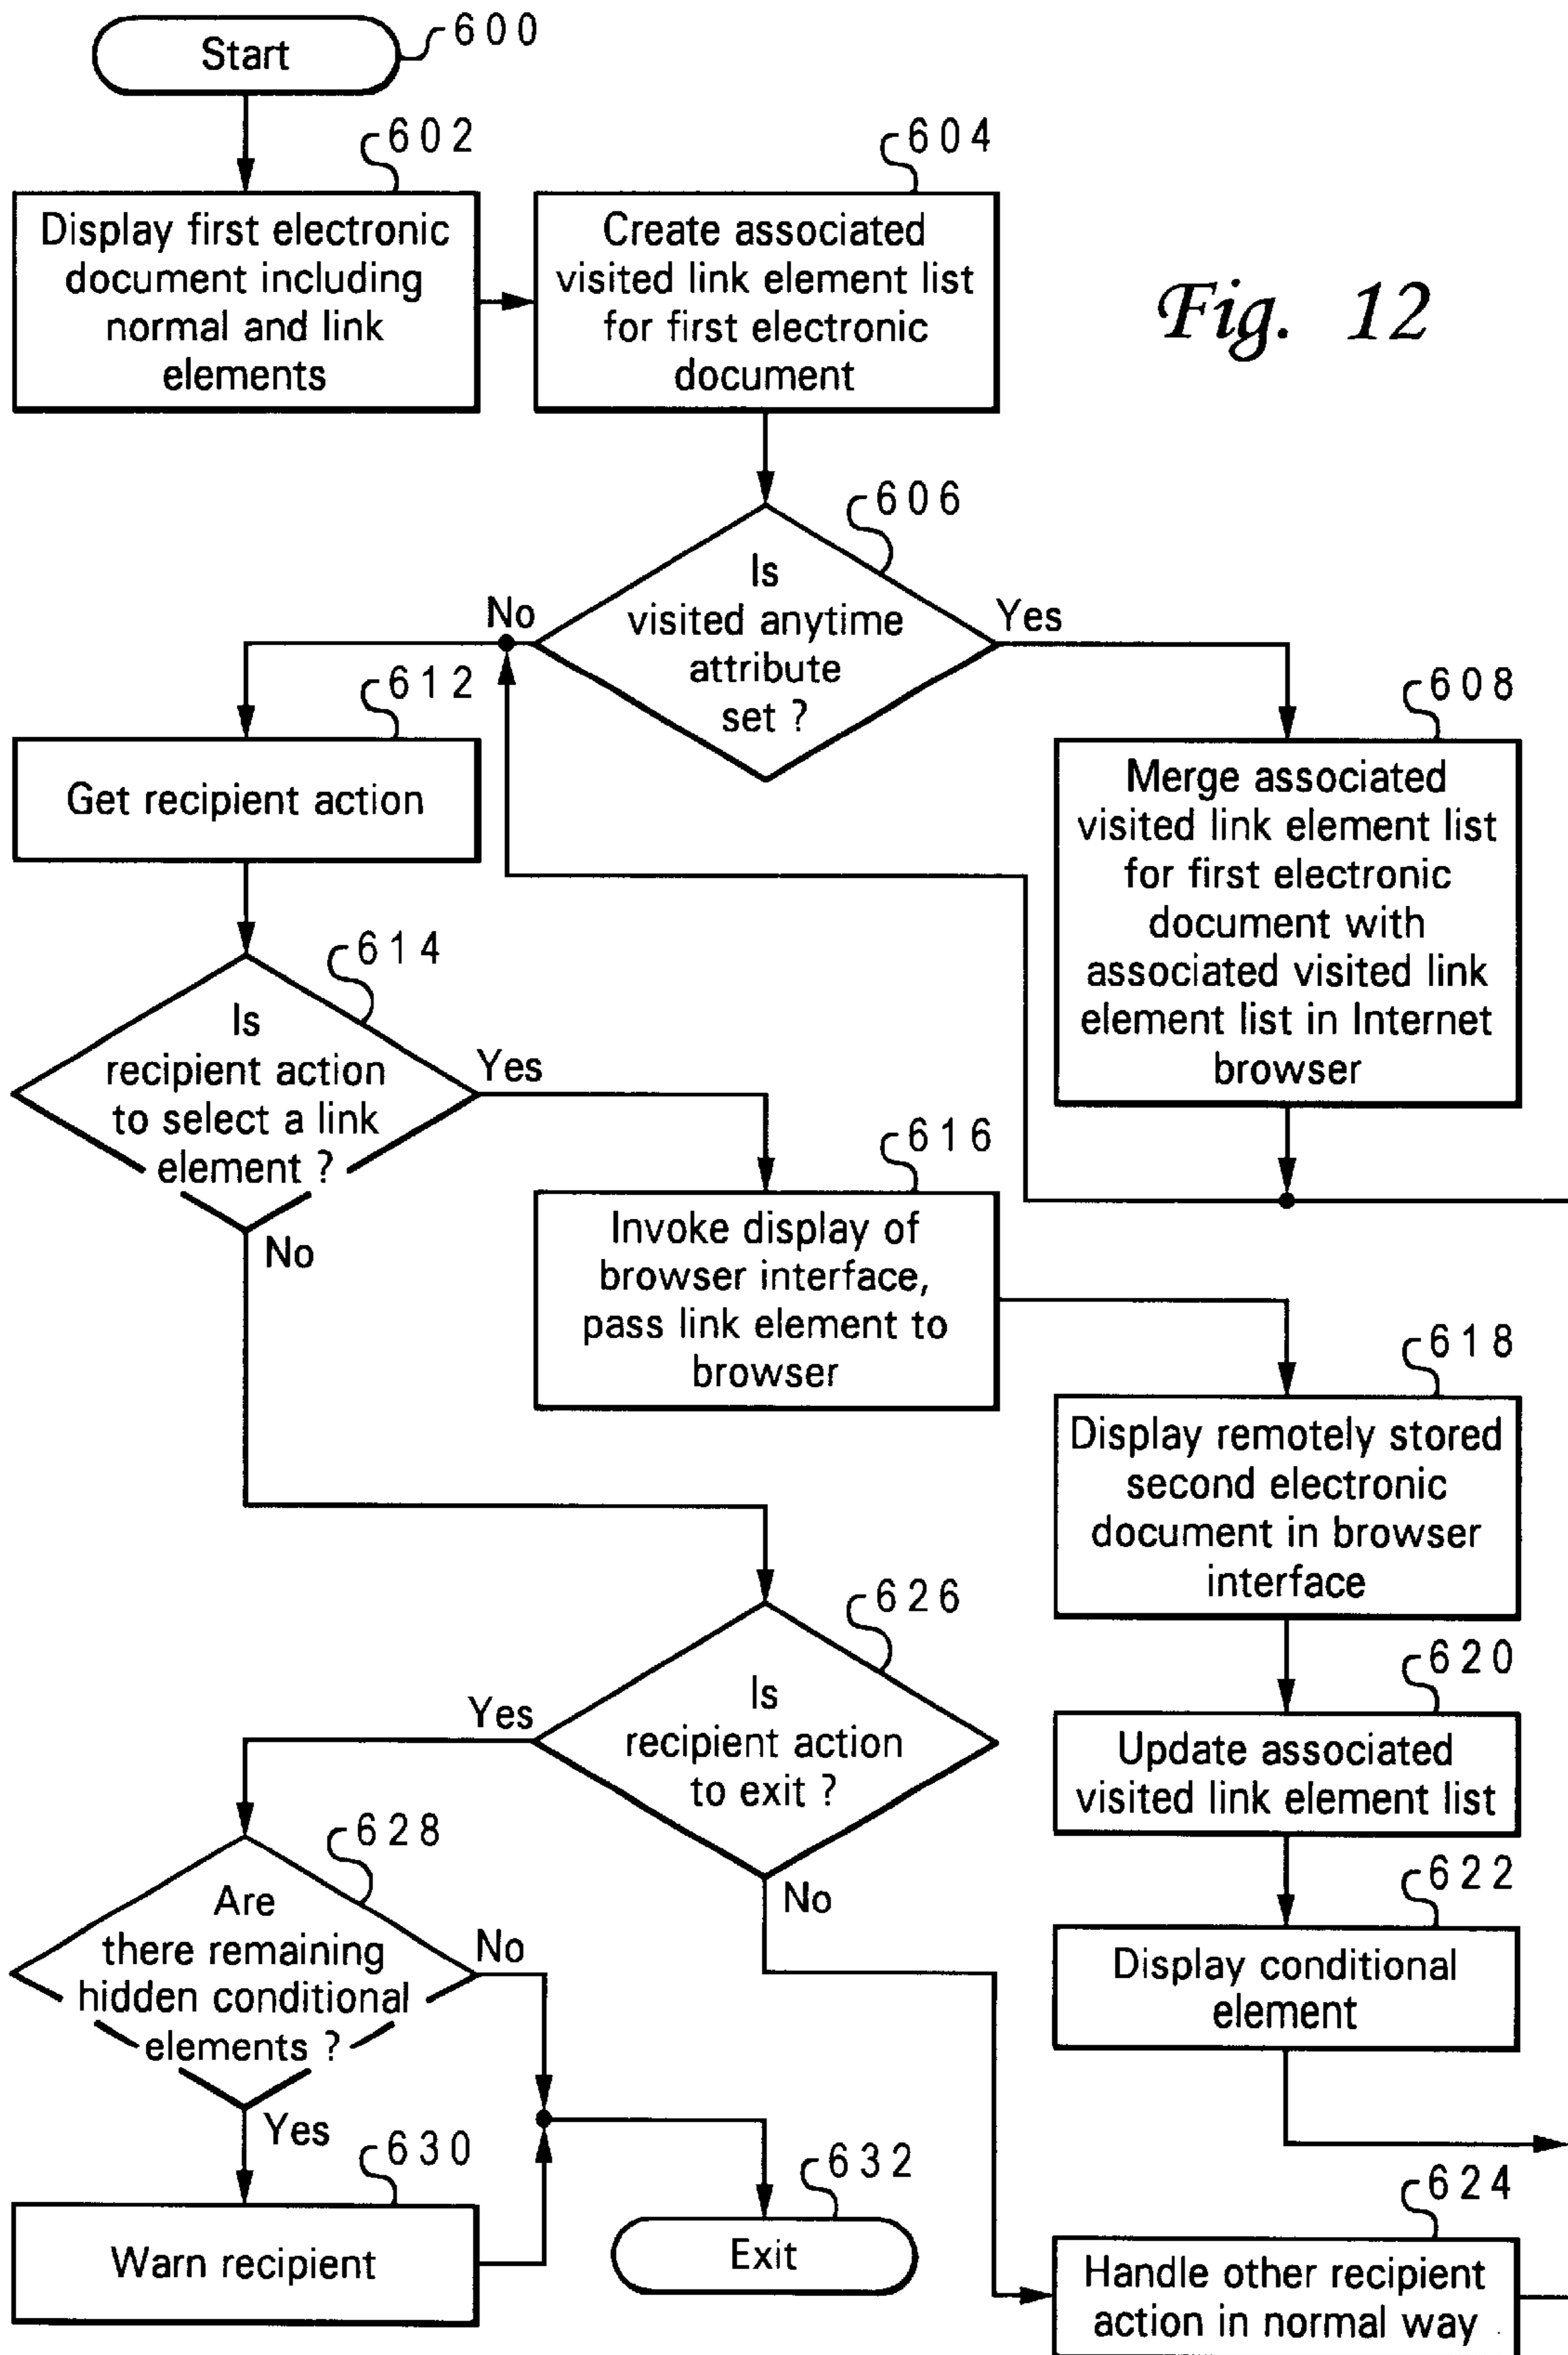 Start
600
602
Display first electronic
document including
normal and link
elements
604
Create associated
visited link element list
for first electronic
document
Fig. 12
606
Is
visited anytime
attribute
set ?
No
Yes
608
Merge associated
visited link element list
for first electronic
document with
associated visited link
element list in Internet
browser
612
Get recipient action
614
Is
recipient action
to select a link
element ?
Yes
No
616
Invoke display of
browser interface,
pass link element to
browser
618
Display remotely stored
second electronic
document in browser
interface
620
Update associated
visited link element list
622
Display conditional
element
626
Is
recipient action
to exit ?
Yes
No
624
Handle other recipient
action in normal way
628
Are
there remaining
hidden conditional
elements ?
No
Yes
630
Warn recipient
632
Exit